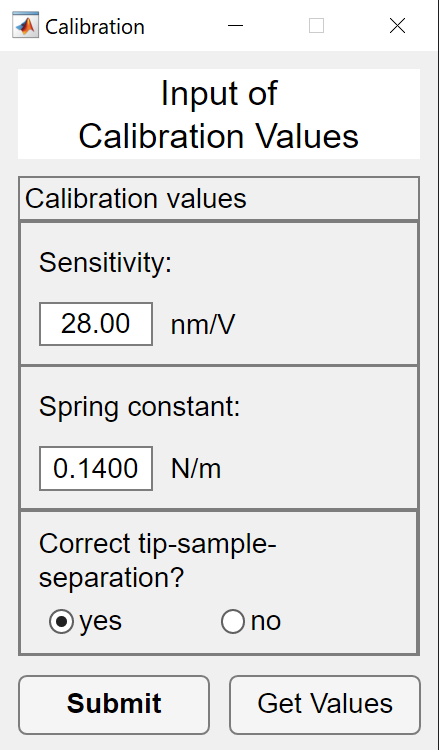 Calibration
Input of
Calibration Values
Calibration values
Sensitivity:
28.00 nm/V
Spring constant:
0.1400 N/m
Correct tip-sample-
separation?
yes no
Submit Get Values